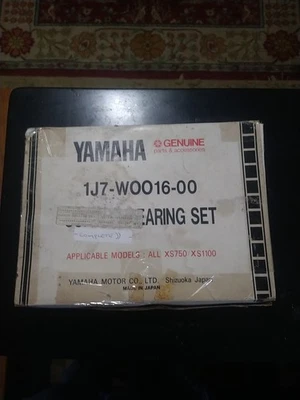 YAMAHA
GENUINE
parts & accessories
1J7-W0016-00
BEARING SET
APPLICABLE MODELS : ALL XS750·XS1100
YAMAHA MOTOR CO., LTD. Shizuoka Japan
MADE IN JAPAN